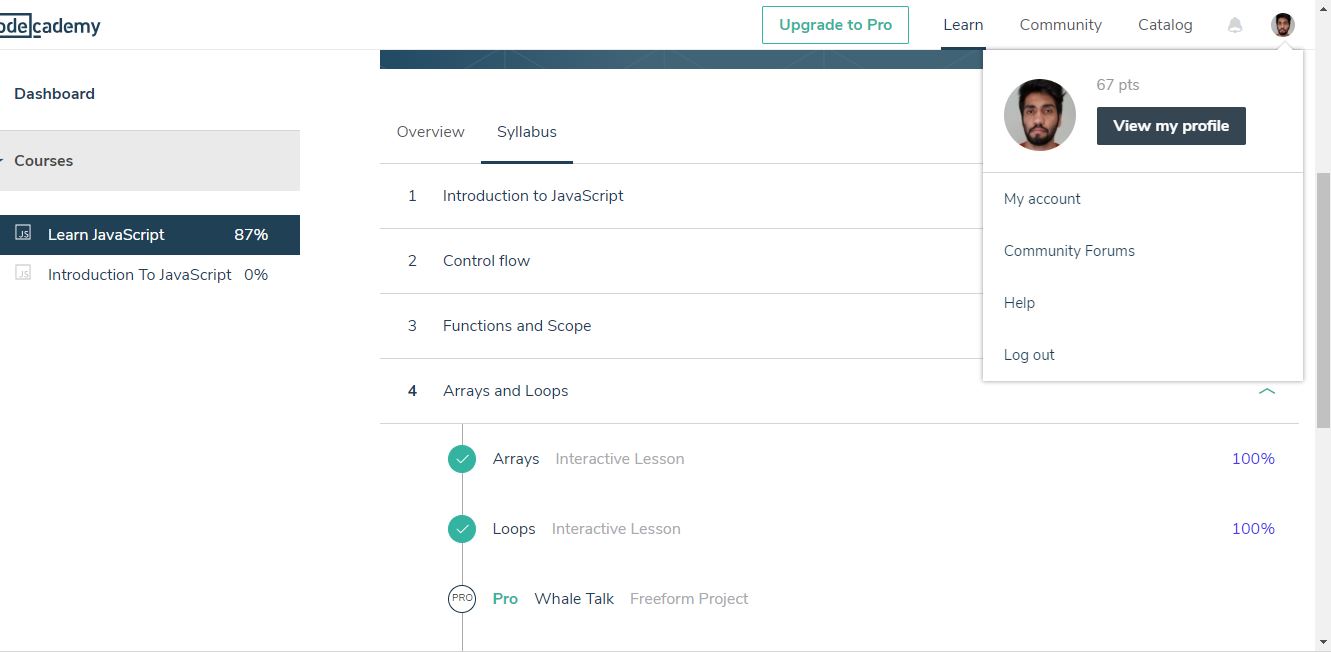 odecademy
Upgrade to Pro
Learn
Community
Catalog
67 pts
View my profile
My account
Community Forums
Help
Log out
Dashboard
Courses
JS Learn JavaScript 87%
JS Introduction To JavaScript 0%
Overview
Syllabus
1 Introduction to JavaScript
2 Control flow
3 Functions and Scope
4 Arrays and Loops
Arrays Interactive Lesson 100%
Loops Interactive Lesson 100%
PRO Pro Whale Talk Freeform Project